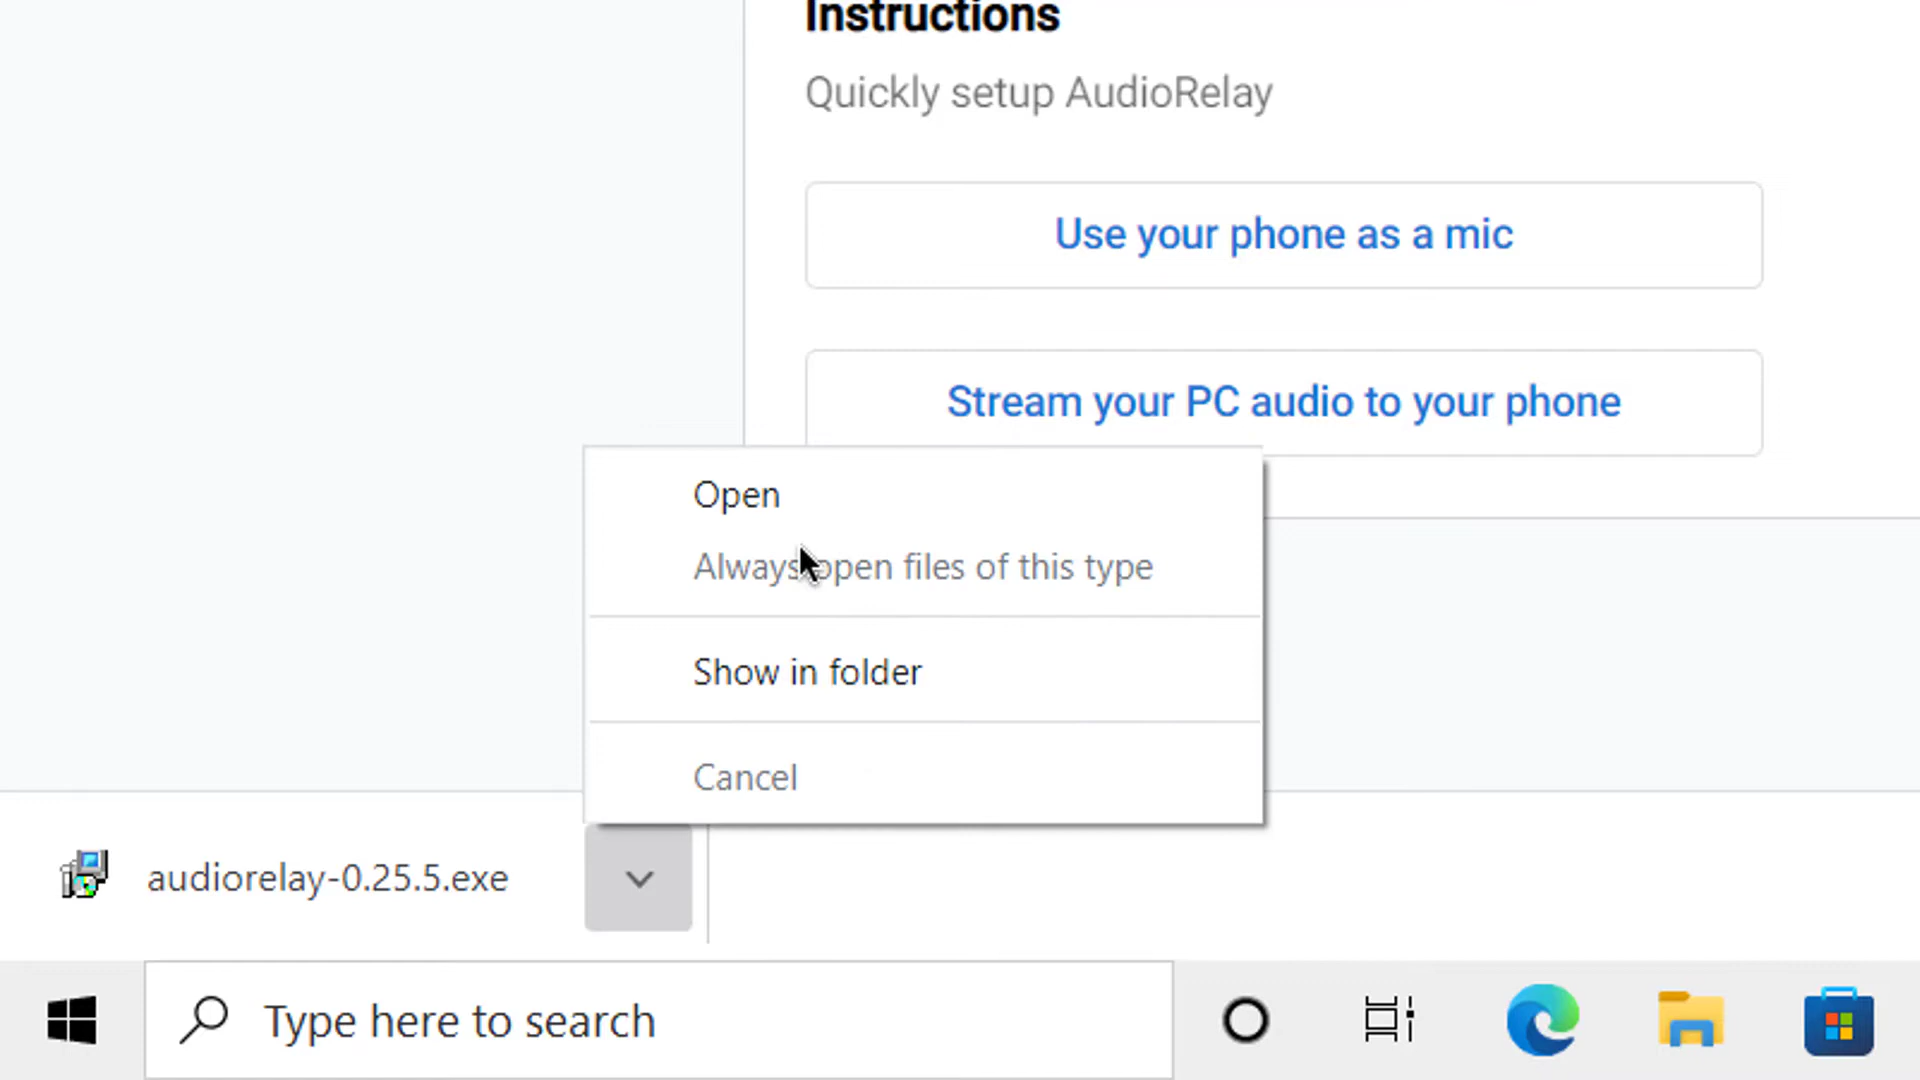 Instructions
Quickly setup AudioRelay
Use your phone as a mic
Stream your PC audio to your phone
Open
Always open files of this type
Show in folder
Cancel
audiorelay-0.25.5.exe
Type here to search